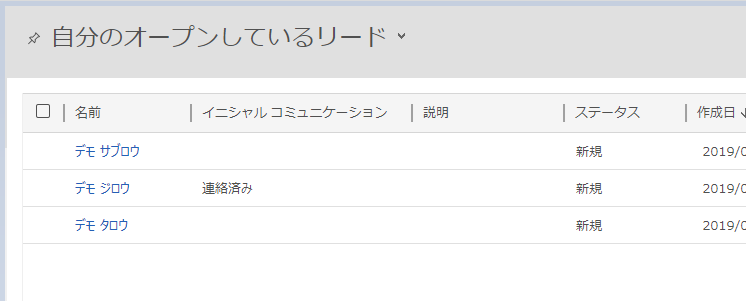 自分のオープンしているリード
名前 イニシャル コミュニケーション 説明 ステータス 作成日
デモ サブロウ 新規 2019/0
デモ ジロウ 連絡済み 新規 2019/0
デモ タロウ 新規 2019/0